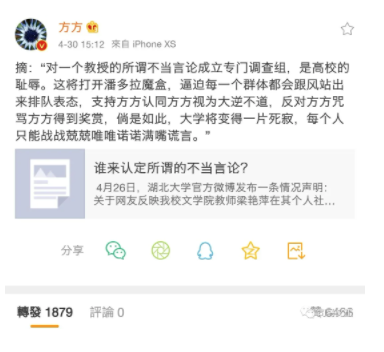 方方
4-30 15:12 來自 iPhone XS
摘：“对一个教授的所谓不当言论成立专门调查组，是高校的
耻辱。这将打开潘多拉魔盒，逼迫每一个群体都会跟风站出
来排队表态，支持方方认同方方视为大逆不道，反对方方咒
骂方方得到奖赏，倘是如此，大学将变得一片死寂，每个人
只能战战兢兢唯唯诺诺满嘴谎言。”
谁来认定所谓的不当言论？
4月26日，湖北大学官方微博发布一条情况声明：
关于网友反映我校文学院教师梁艳萍在其个人社...
分享
轉發 1879 評論 0